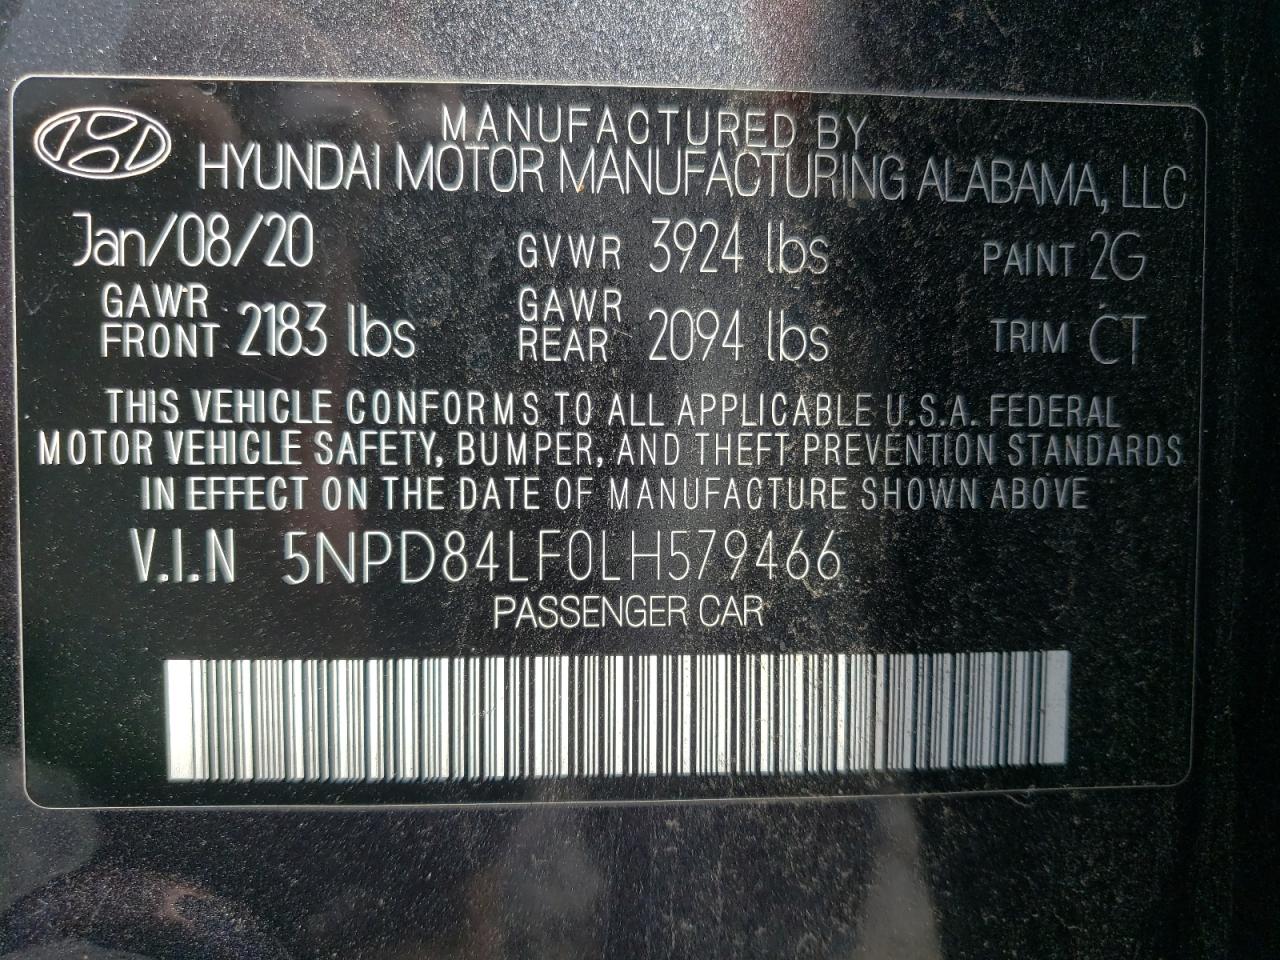 MANUFACTURED BY
HYUNDAI MOTOR MANUFACTURING ALABAMA, LLC
Jan/08/20 GVWR 3924 lbs PAINT 2G
GAWR FRONT 2183 lbs GAWR REAR 2094 lbs TRIM CT
THIS VEHICLE CONFORMS TO ALL APPLICABLE U.S.A. FEDERAL
MOTOR VEHICLE SAFETY, BUMPER, AND THEFT PREVENTION STANDARDS
IN EFFECT ON THE DATE OF MANUFACTURE SHOWN ABOVE
V.I.N 5NPD84LF0LH579466
PASSENGER CAR